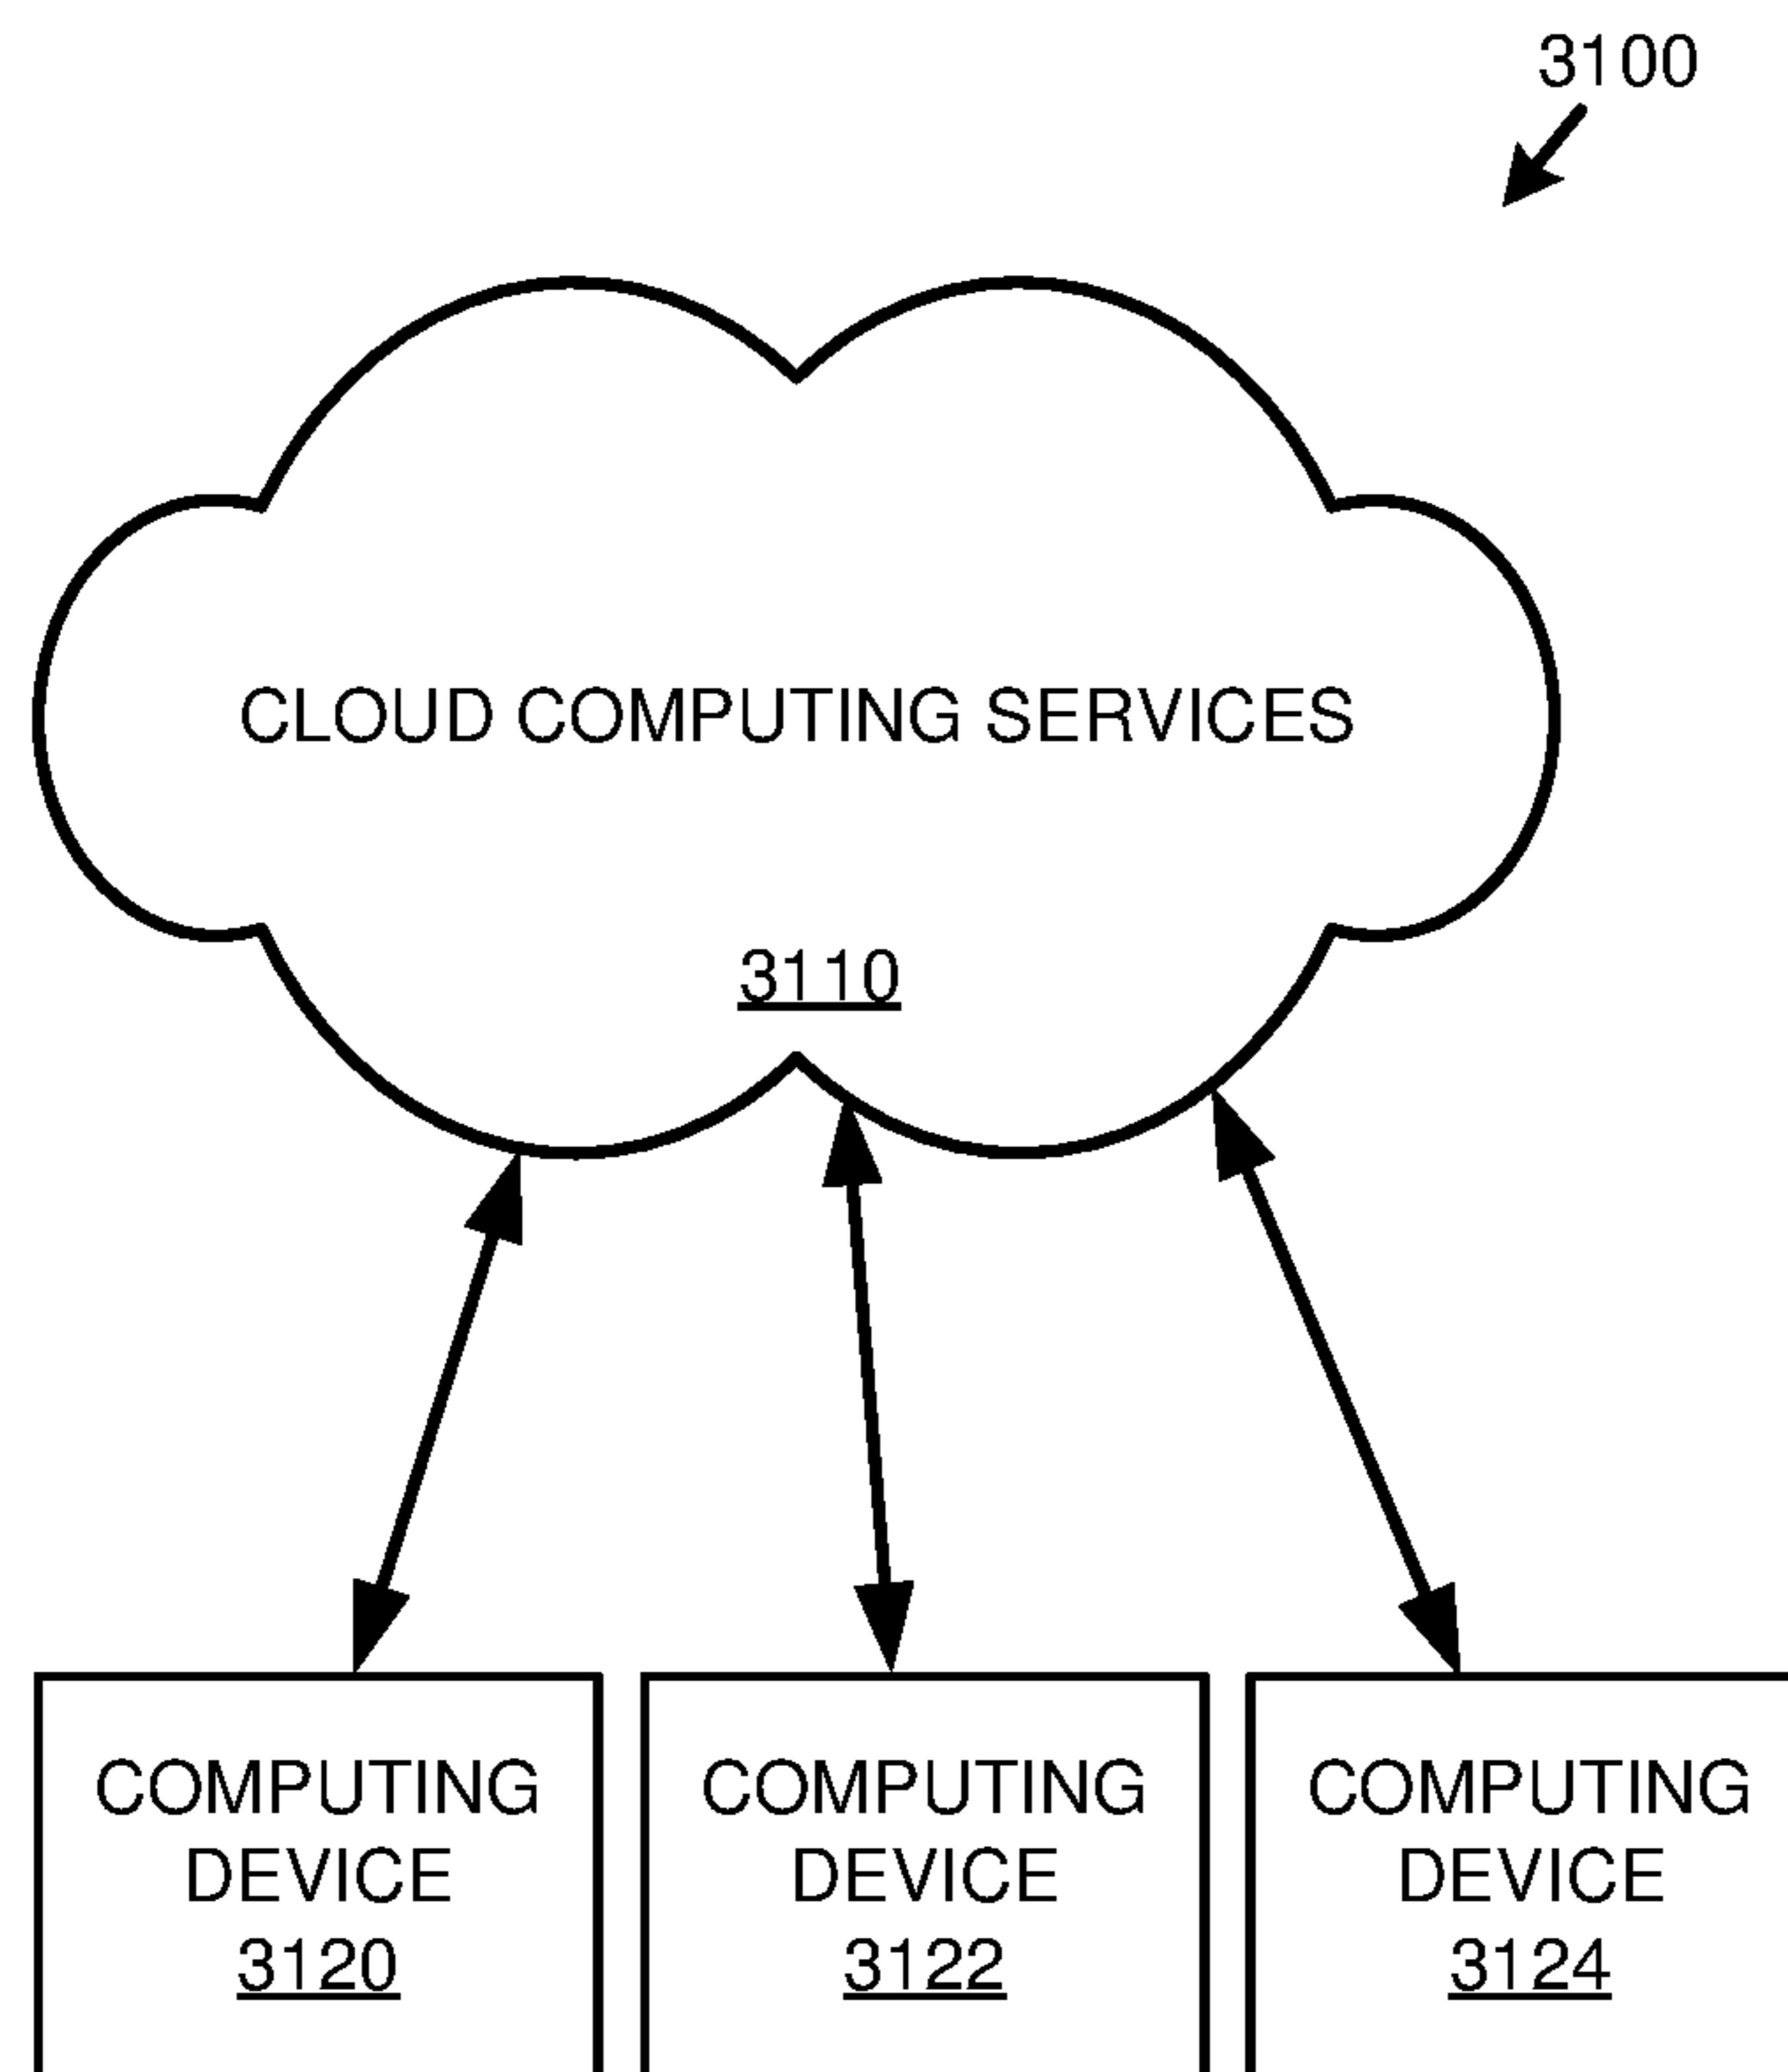 3100
CLOUD COMPUTING SERVICES
3110
COMPUTING
DEVICE
3120
COMPUTING
DEVICE
3122
COMPUTING
DEVICE
3124